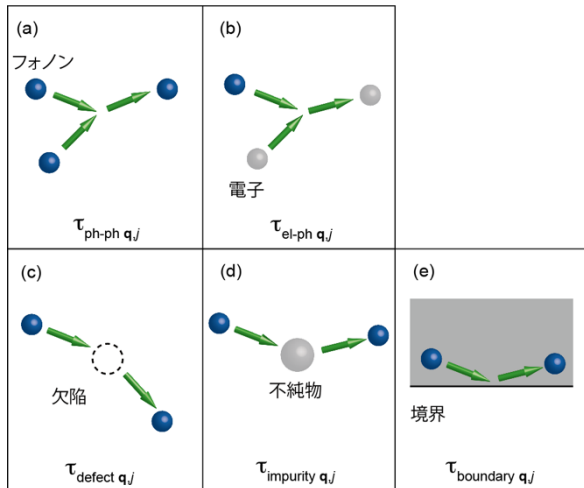 (a)
フォノン
τph-ph q,j
(b)
電子
τel-ph q,j
(c)
欠陥
τdefect q,j
(d)
不純物
τimpurity q,j
(e)
境界
τboundary q,j